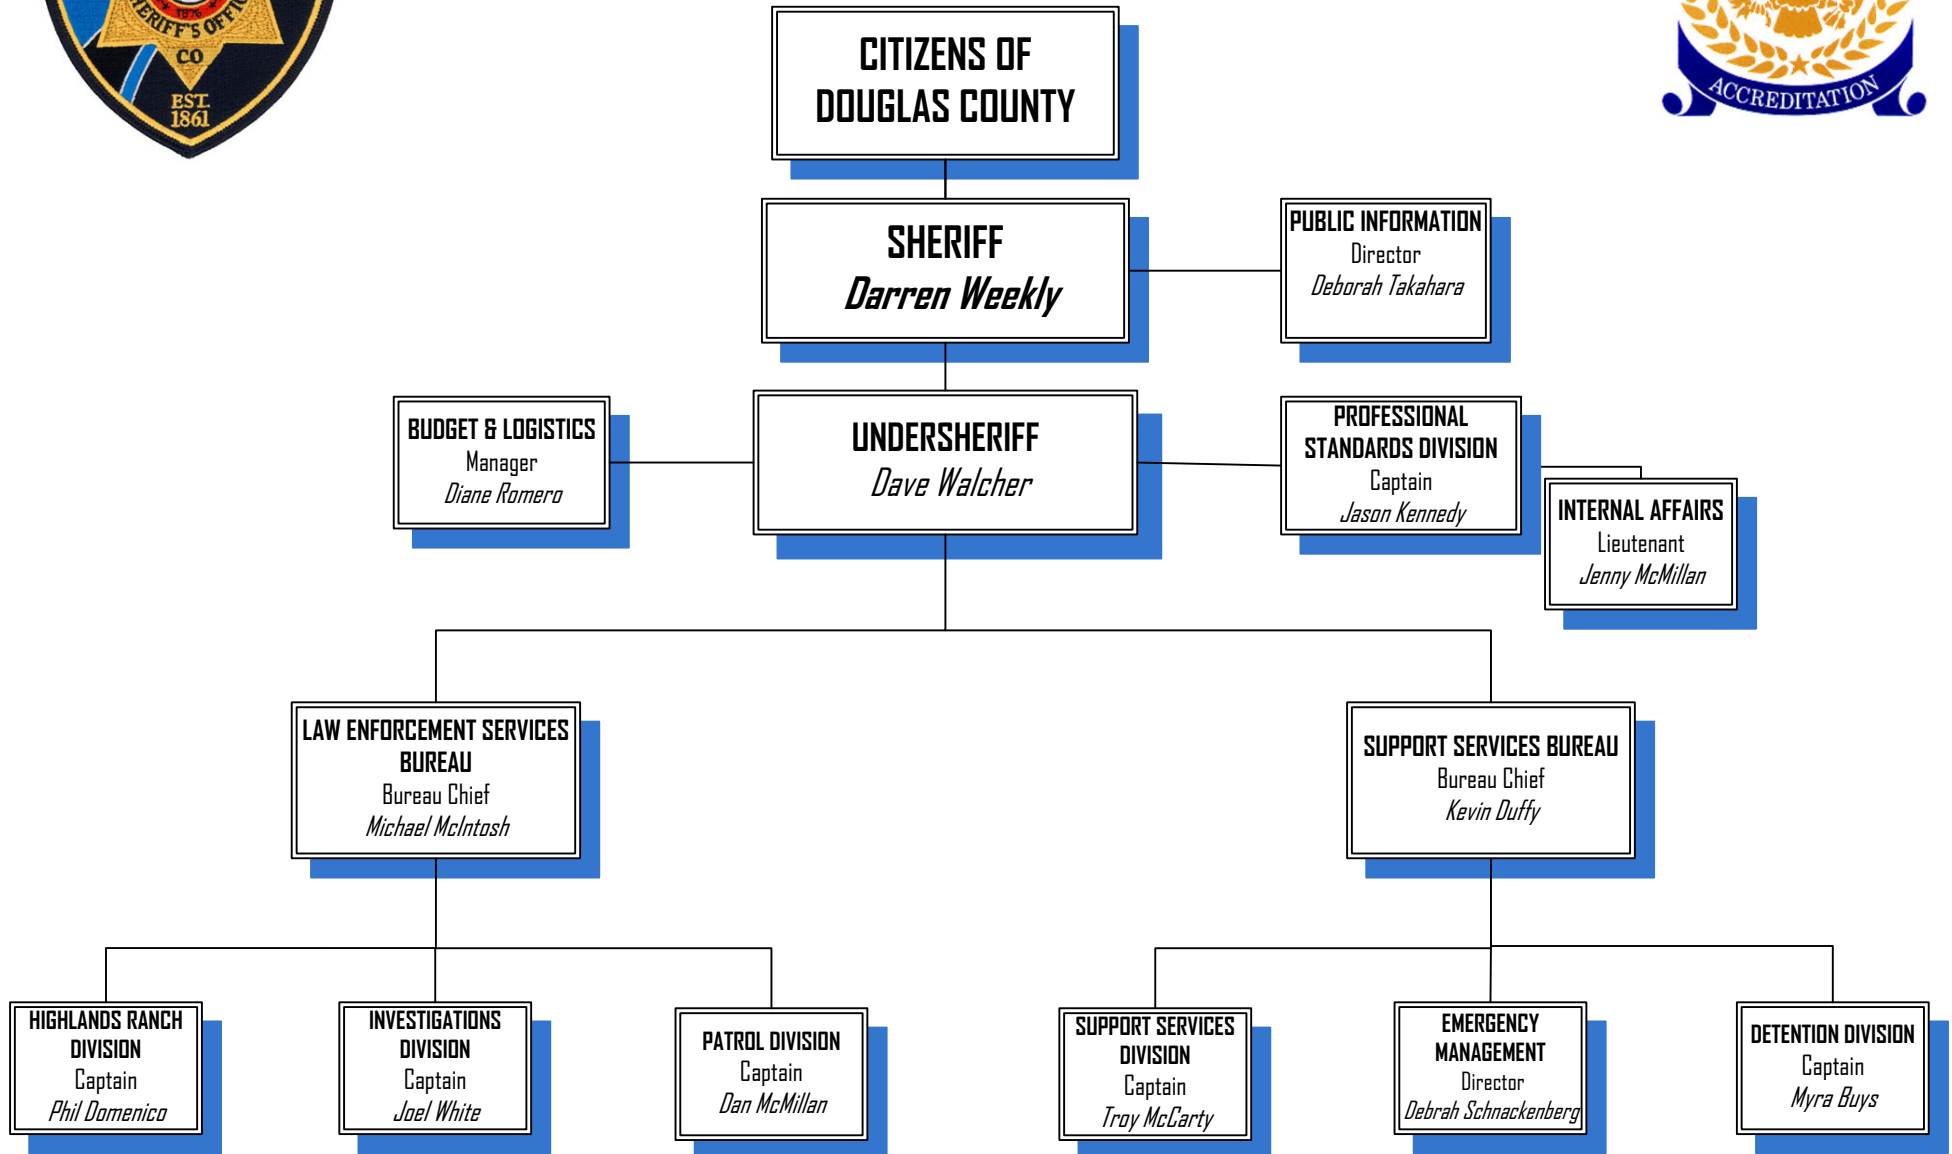 1876
SHERIFF'S OFFICE
CO
EST.
1861
ACCREDITATION
CITIZENS OF
DOUGLAS COUNTY
SHERIFF
Darren Weekly
PUBLIC INFORMATION
Director
Deborah Takahara
BUDGET & LOGISTICS
Manager
Diane Romero
UNDERSHERIFF
Dave Walcher
PROFESSIONAL
STANDARDS DIVISION
Captain
Jason Kennedy
INTERNAL AFFAIRS
Lieutenant
Jenny McMillan
LAW ENFORCEMENT SERVICES
BUREAU
Bureau Chief
Michael McIntosh
SUPPORT SERVICES BUREAU
Bureau Chief
Kevin Duffy
HIGHLANDS RANCH
DIVISION
Captain
Phil Domenico
INVESTIGATIONS
DIVISION
Captain
Joel White
PATROL DIVISION
Captain
Dan McMillan
SUPPORT SERVICES
DIVISION
Captain
Troy McCarty
EMERGENCY
MANAGEMENT
Director
Debrah Schnackenberg
DETENTION DIVISION
Captain
Myra Buys